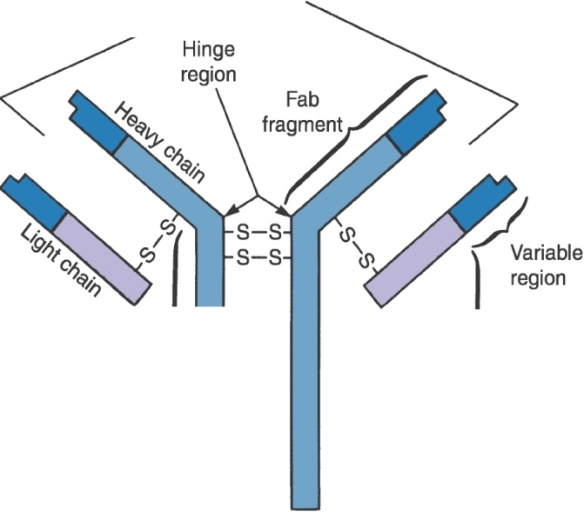 Hinge
region
Fab
fragment
Heavy chain
Light chain
S–S
S–S
S–S
S–S
Variable
region